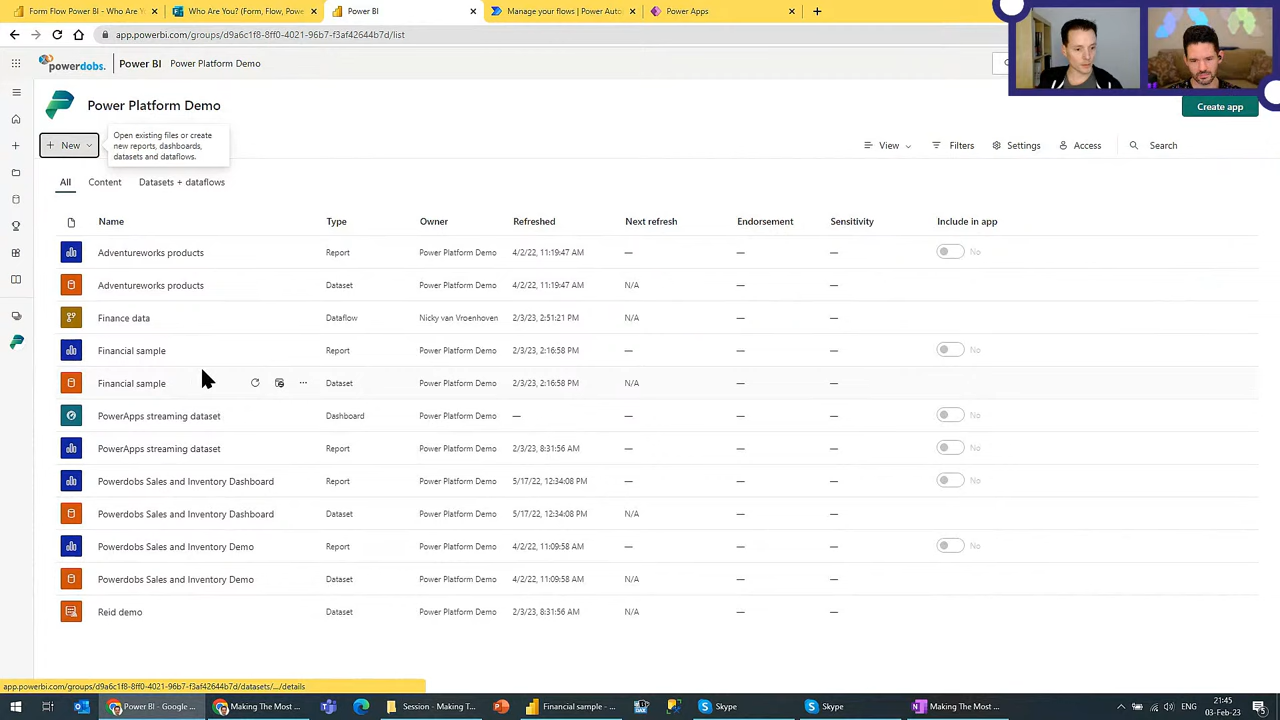 Form Flow Power BI - Who Are Y
Who Are You? (Form, Flow, Power
Power BI
Manage your flows | Power Auto
Power Apps
app.powerbi.com/groups/d9a6c1f8-8ff0-4021-96b7-f3af42644b7d/list
powerdobs.
Power BI
Power Platform Demo
Power Platform Demo
Create app
New
Open existing files or create
new reports, dashboards,
datasets and dataflows.
View
Filters
Settings
Access
Search
All
Content
Datasets + dataflows
Name Type Owner Refreshed Next refresh Endorsement Sensitivity Include in app
Adventureworks products Report Power Platform Demo 4/2/22, 11:19:47 AM — — — No
Adventureworks products Dataset Power Platform Demo 4/2/22, 11:19:47 AM N/A — —
Finance data Dataflow Nicky van Vroenhoven 2/3/23, 2:51:21 PM N/A — —
Financial sample Report Power Platform Demo 2/3/23, 2:16:58 PM — — — No
Financial sample Dataset Power Platform Demo 2/3/23, 2:16:58 PM N/A — —
PowerApps streaming dataset Dashboard Power Platform Demo — — — — No
PowerApps streaming dataset Report Power Platform Demo 2/3/23, 8:31:56 AM — — — No
Powerdobs Sales and Inventory Dashboard Report Power Platform Demo 5/17/22, 12:34:08 PM — — — No
Powerdobs Sales and Inventory Dashboard Dataset Power Platform Demo 5/17/22, 12:34:08 PM N/A — —
Powerdobs Sales and Inventory Demo Report Power Platform Demo 4/2/22, 11:09:58 AM — — — No
Powerdobs Sales and Inventory Demo Dataset Power Platform Demo 4/2/22, 11:09:58 AM N/A — —
Reid demo Dataset Power Platform Demo 2/3/23, 8:31:56 AM N/A — —
app.powerbi.com/groups/d9a6c1f8-8ff0-4021-96b7-f3af42644b7d/datasets/.../details
Power BI - Google ...
Making The Most ...
Session - Making T...
Financial sample - ...
Skype
Skype
Making The Most ...
21:45
03-Feb-23